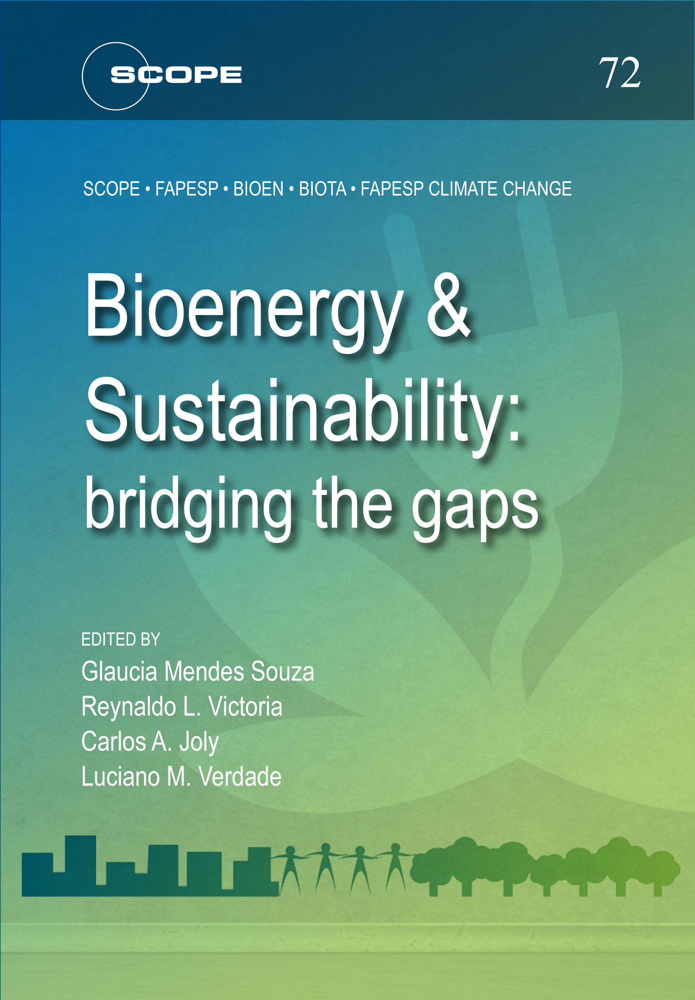 SCOPE
72
SCOPE • FAPESP • BIOEN • BIOTA • FAPESP CLIMATE CHANGE
Bioenergy &
Sustainability:
bridging the gaps
EDITED BY
Glaucia Mendes Souza
Reynaldo L. Victoria
Carlos A. Joly
Luciano M. Verdade